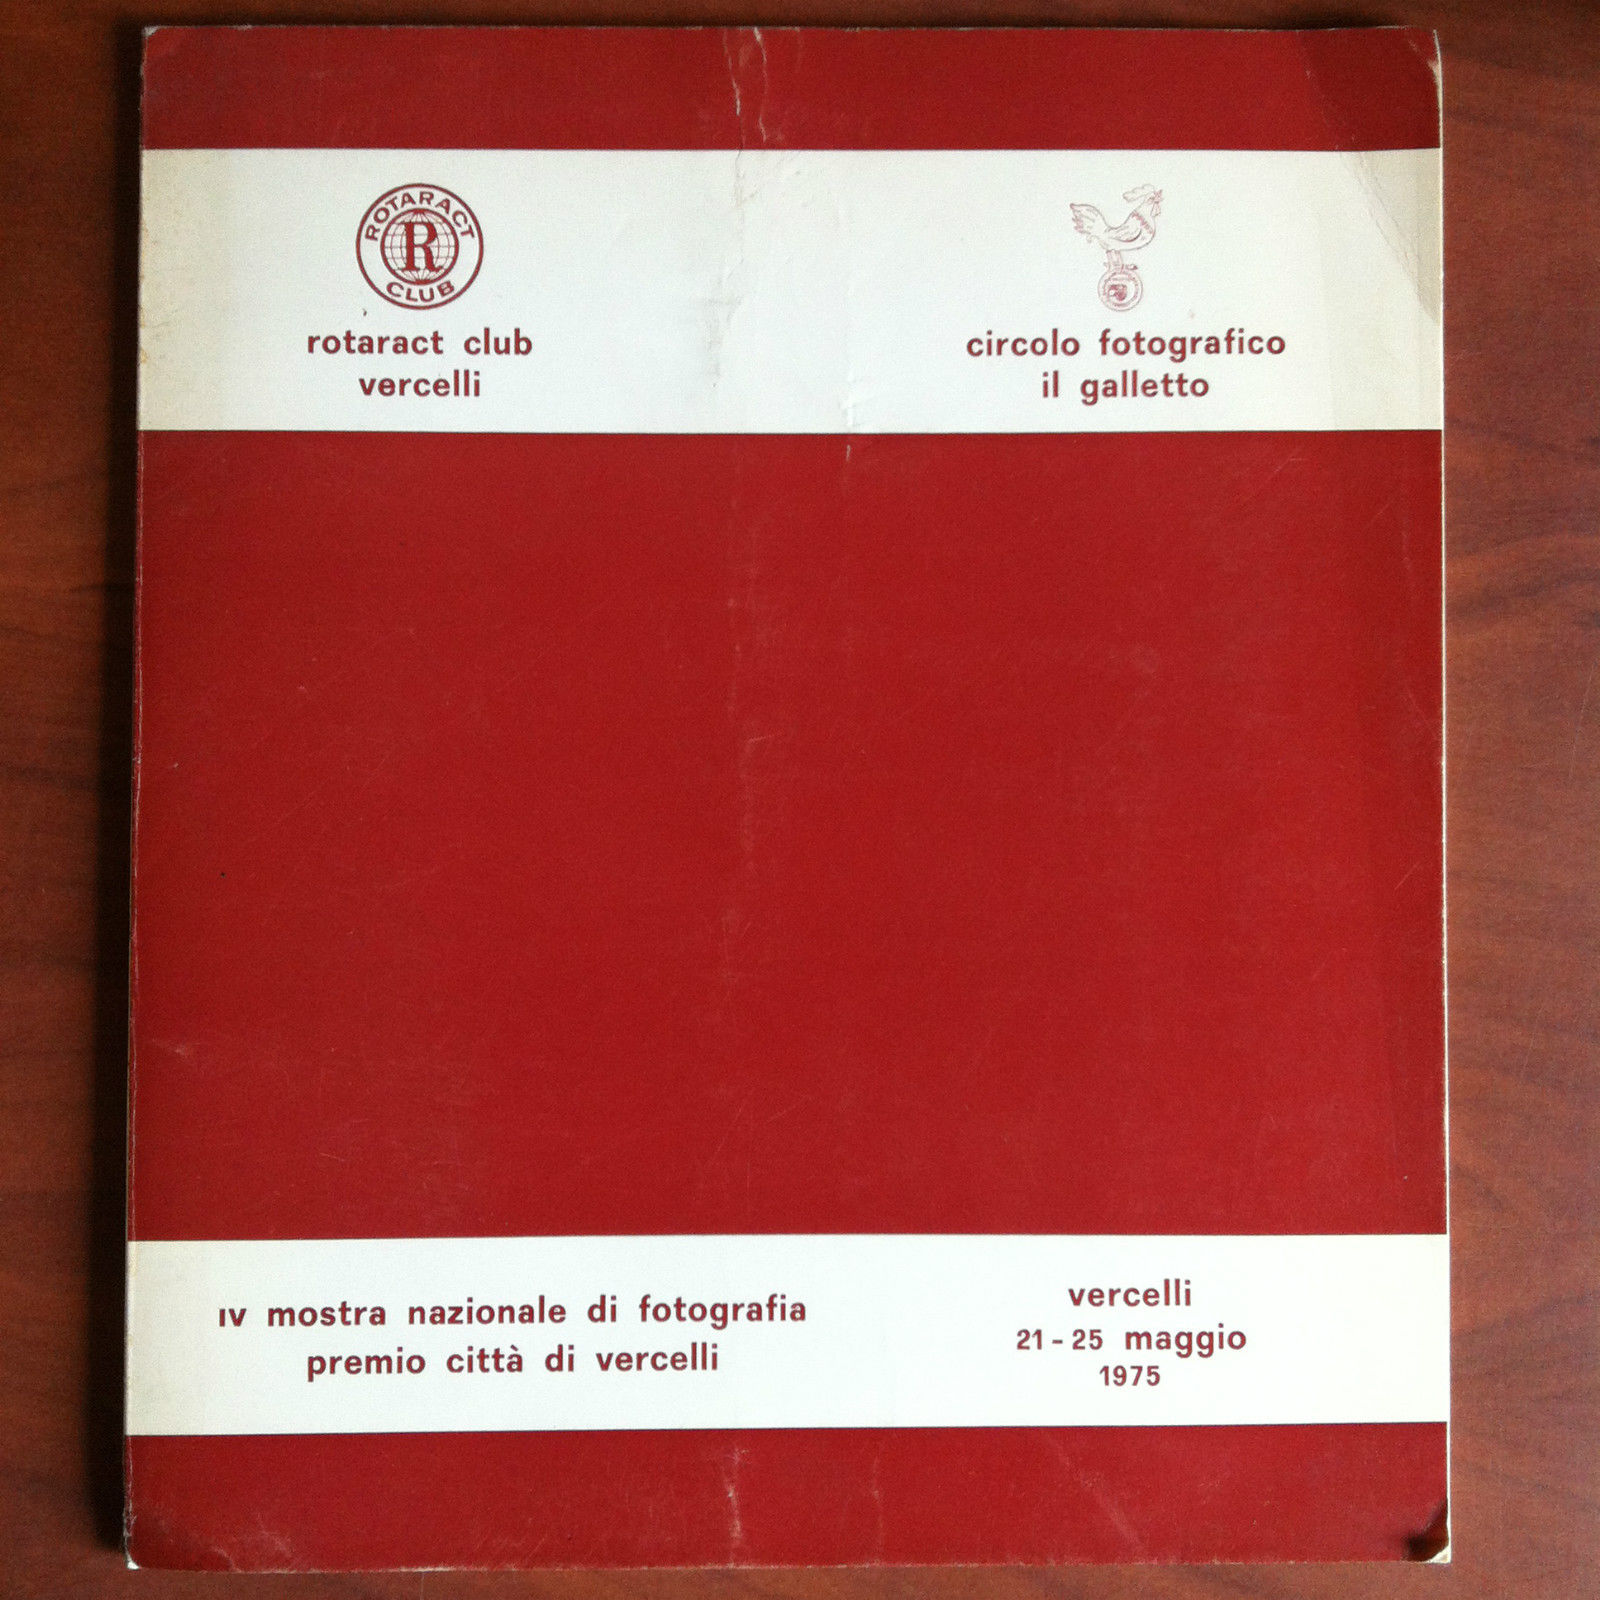 ROTARACT
R
CLUB
rotaract club
vercelli
circolo fotografico
il galletto
IV mostra nazionale di fotografia
premio città di vercelli
vercelli
21 - 25 maggio
1975